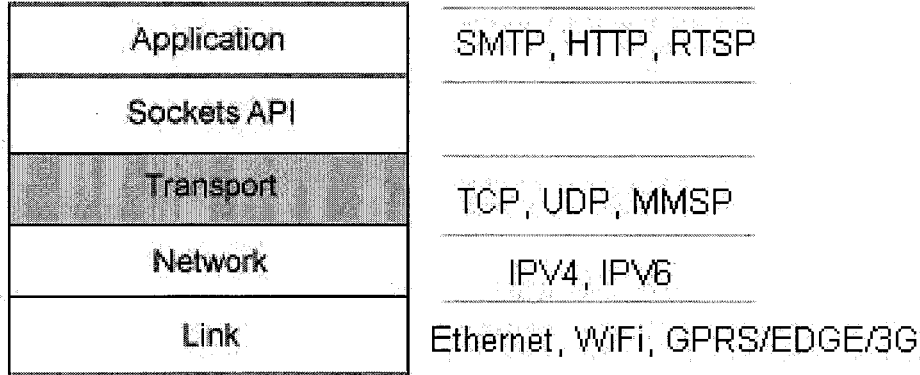 Application SMTP, HTTP, RTSP
Sockets API
Transport TCP, UDP, MMSP
Network IPV4, IPV6
Link Ethernet, WiFi, GPRS/EDGE/3G